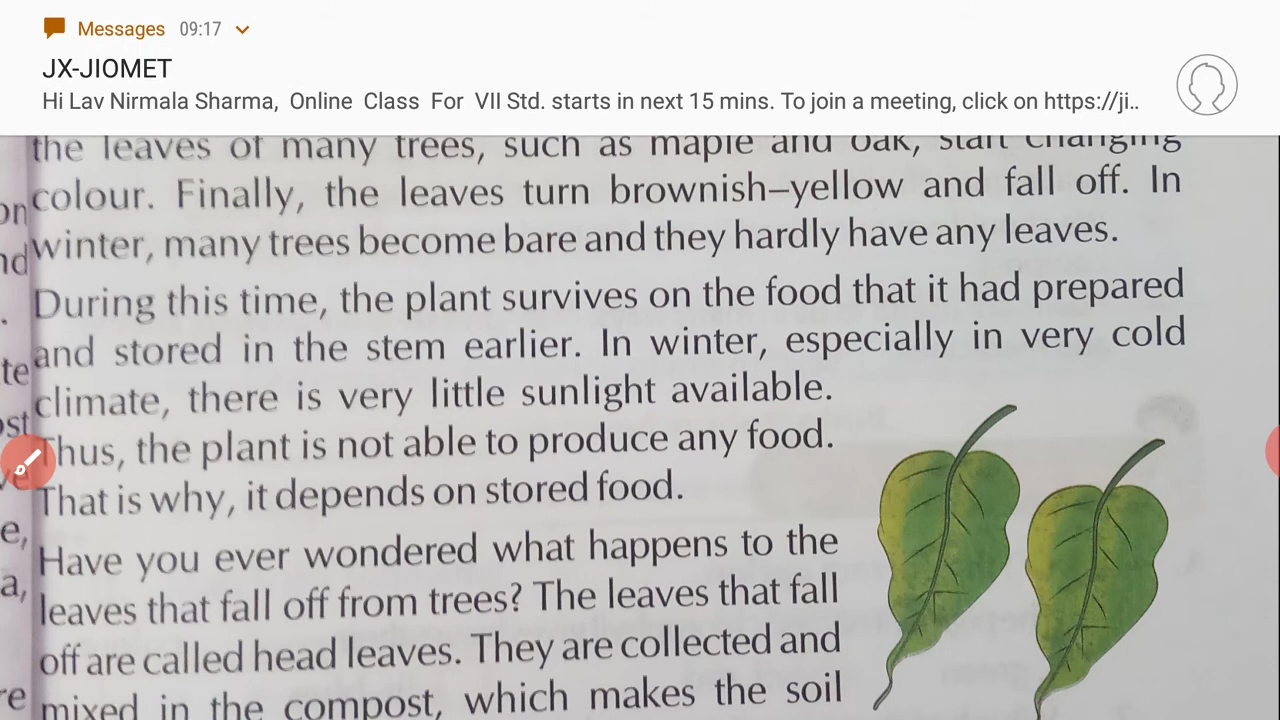 Messages 09:17
JX-JIOMET
Hi Lav Nirmala Sharma, Online Class For VII Std. starts in next 15 mins. To join a meeting, click on https://ji..
the leaves of many trees, such as maple and oak, start changing
colour. Finally, the leaves turn brownish–yellow and fall off. In
winter, many trees become bare and they hardly have any leaves.
During this time, the plant survives on the food that it had prepared
and stored in the stem earlier. In winter, especially in very cold
climate, there is very little sunlight available.
Thus, the plant is not able to produce any food.
That is why, it depends on stored food.
Have you ever wondered what happens to the
leaves that fall off from trees? The leaves that fall
off are called head leaves. They are collected and
mixed in the compost, which makes the soil